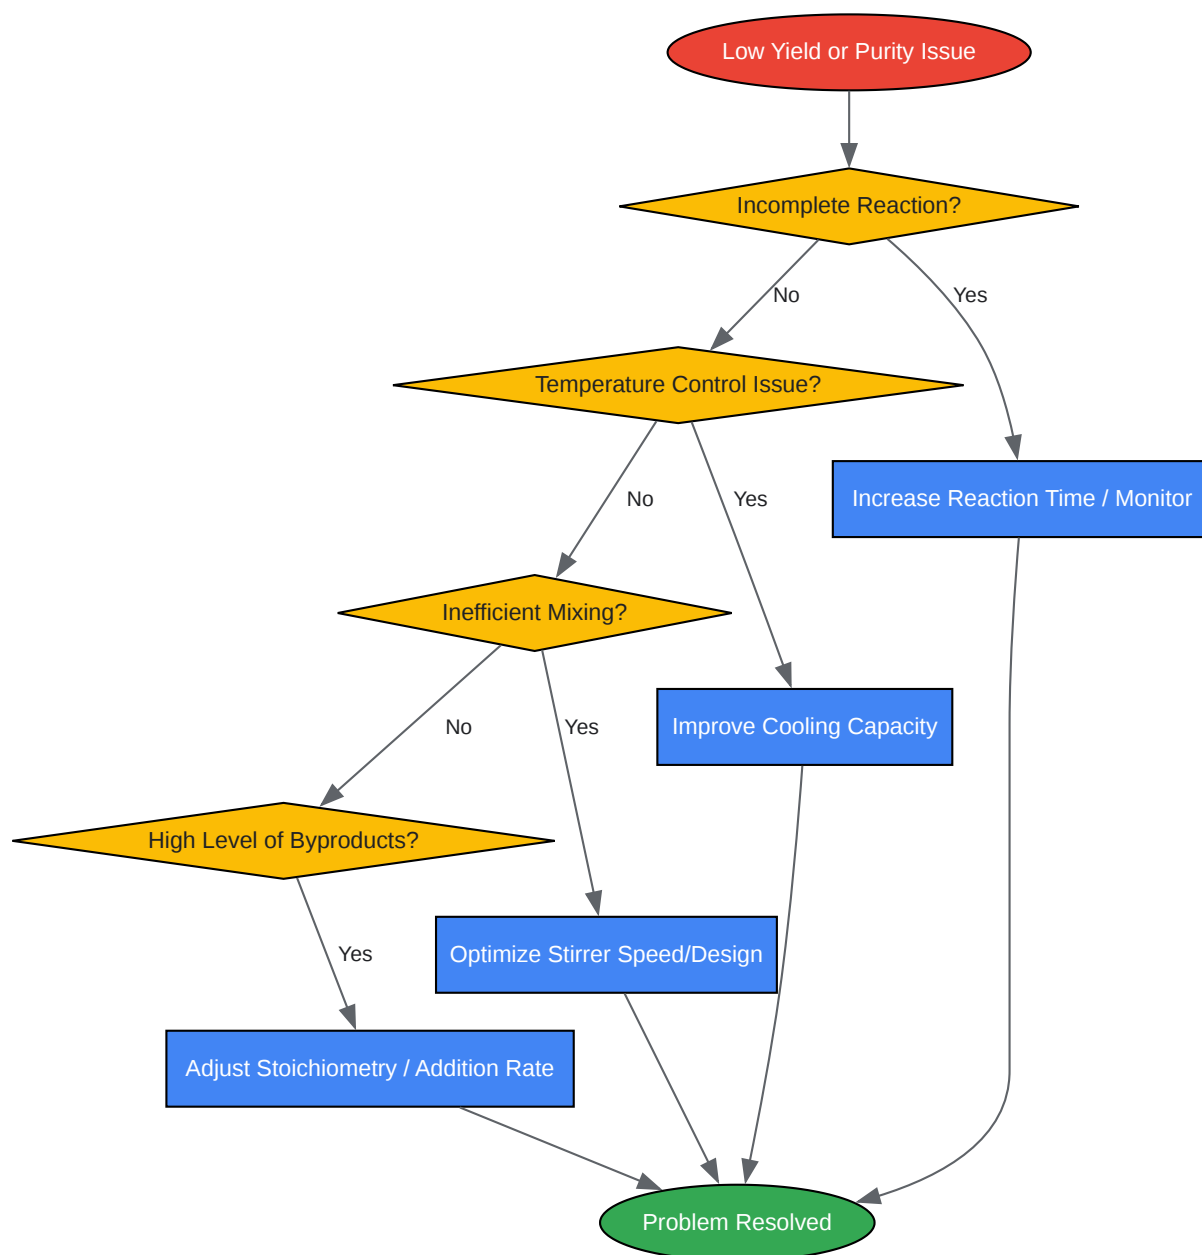 Low Yield or Purity Issue
Incomplete Reaction?
No
Yes
Temperature Control Issue?
No
Yes
Increase Reaction Time / Monitor
Inefficient Mixing?
No
Yes
Improve Cooling Capacity
High Level of Byproducts?
Yes
Optimize Stirrer Speed/Design
Adjust Stoichiometry / Addition Rate
Problem Resolved